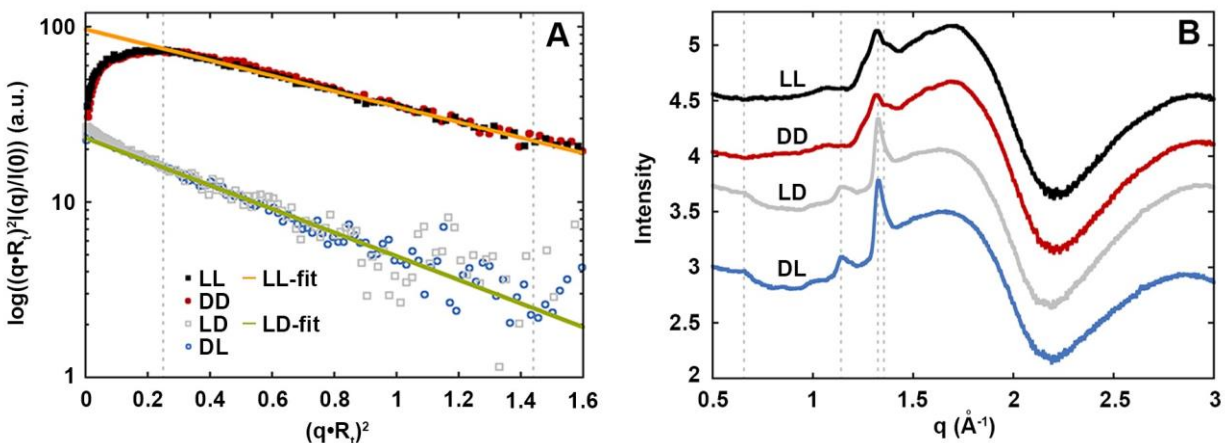 A
log((q•Rₜ)²I(q)/I(0)) (a.u.)
100
10
1
0 0.2 0.4 0.6 0.8 1 1.2 1.4 1.6
(q•Rₜ)²
LL LL-fit
DD
LD LD-fit
DL
B
Intensity
5
4.5
4
3.5
3
2.5
2
LL
DD
LD
DL
0.5 1 1.5 2 2.5 3
q (Å⁻¹)